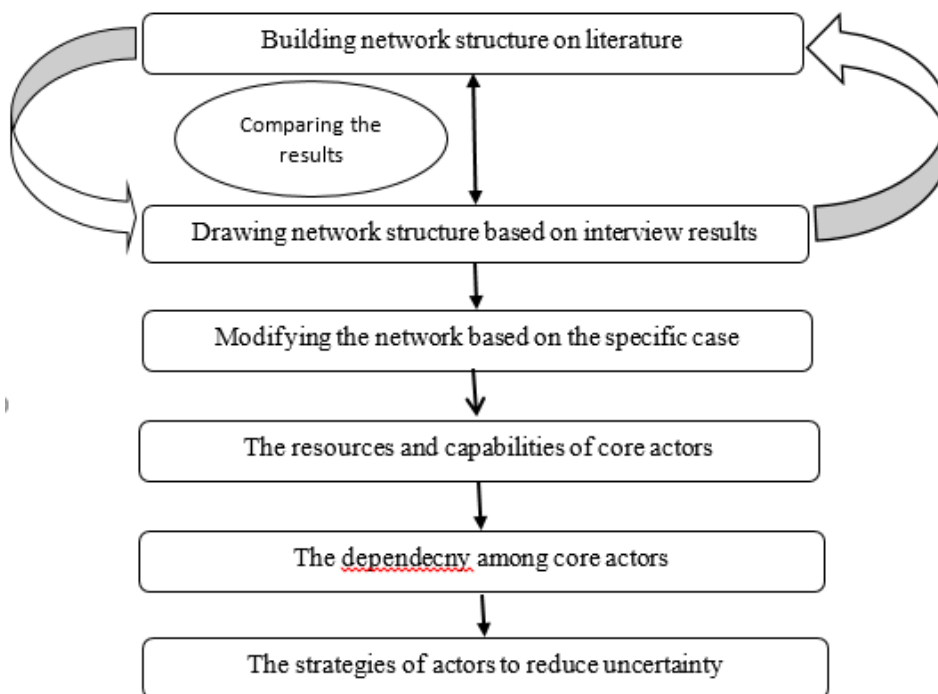 Building network structure on literature
Comparing the
results
Drawing network structure based on interview results
Modifying the network based on the specific case
The resources and capabilities of core actors
The dependecny among core actors
The strategies of actors to reduce uncertainty